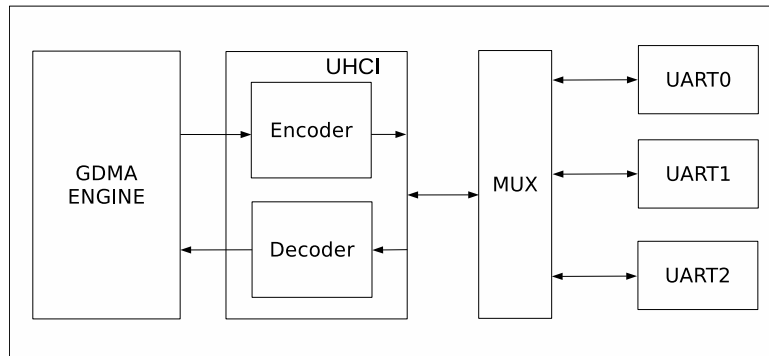 GDMA
ENGINE
UHCI
Encoder
Decoder
MUX
UART0
UART1
UART2